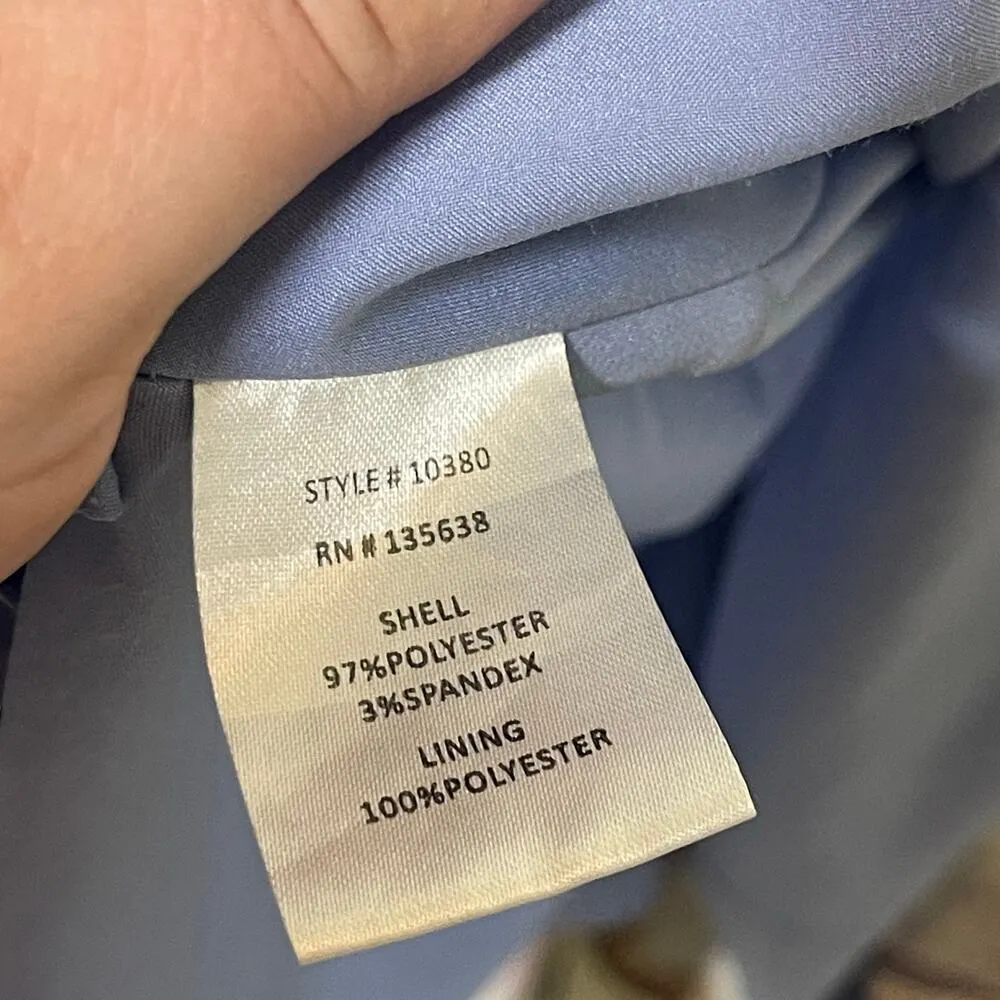 STYLE # 10380
RN # 135638
SHELL
97%POLYESTER
3%SPANDEX
LINING
100%POLYESTER